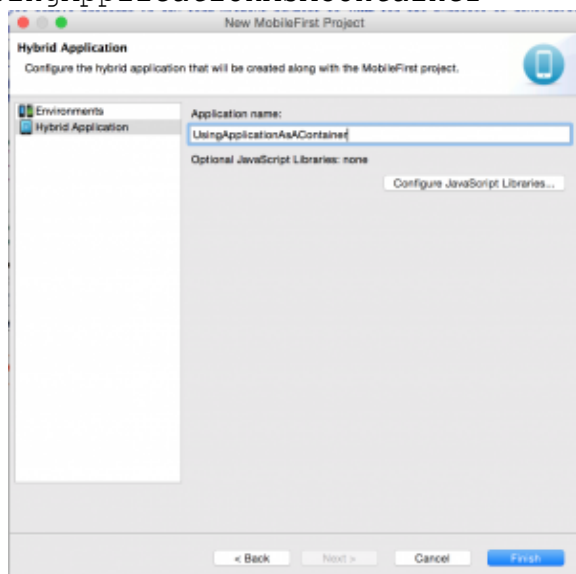 New MobileFirst Project
Hybrid Application
Configure the hybrid application that will be created along with the MobileFirst project.
Environments
Hybrid Application
Application name:
UsingApplicationAsAContainer
Optional JavaScript Libraries: none
Configure JavaScript Libraries...
< Back
Next >
Cancel
Finish